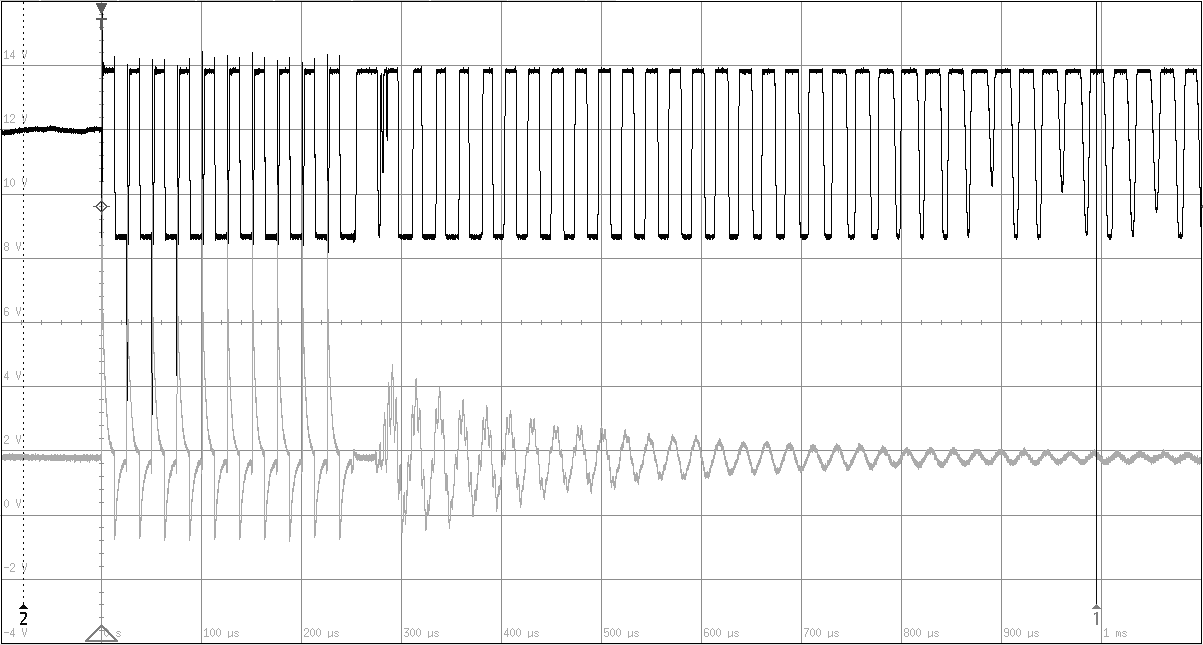 T
14 V
12 V
10 V
8 V
6 V
4 V
2 V
0 V
-2 V
2
1
-4 V
0 s
100 µs
200 µs
300 µs
400 µs
500 µs
600 µs
700 µs
800 µs
900 µs
1 ms